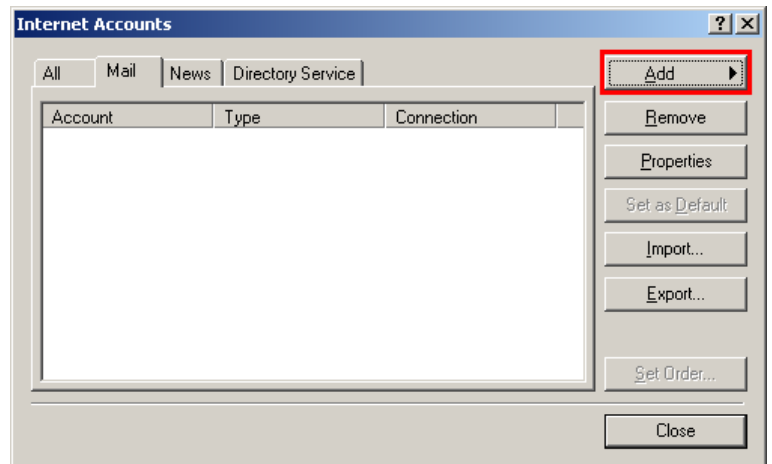 Internet Accounts
All Mail News Directory Service
Account Type Connection
Add
Remove
Properties
Set as Default
Import...
Export...
Set Order...
Close